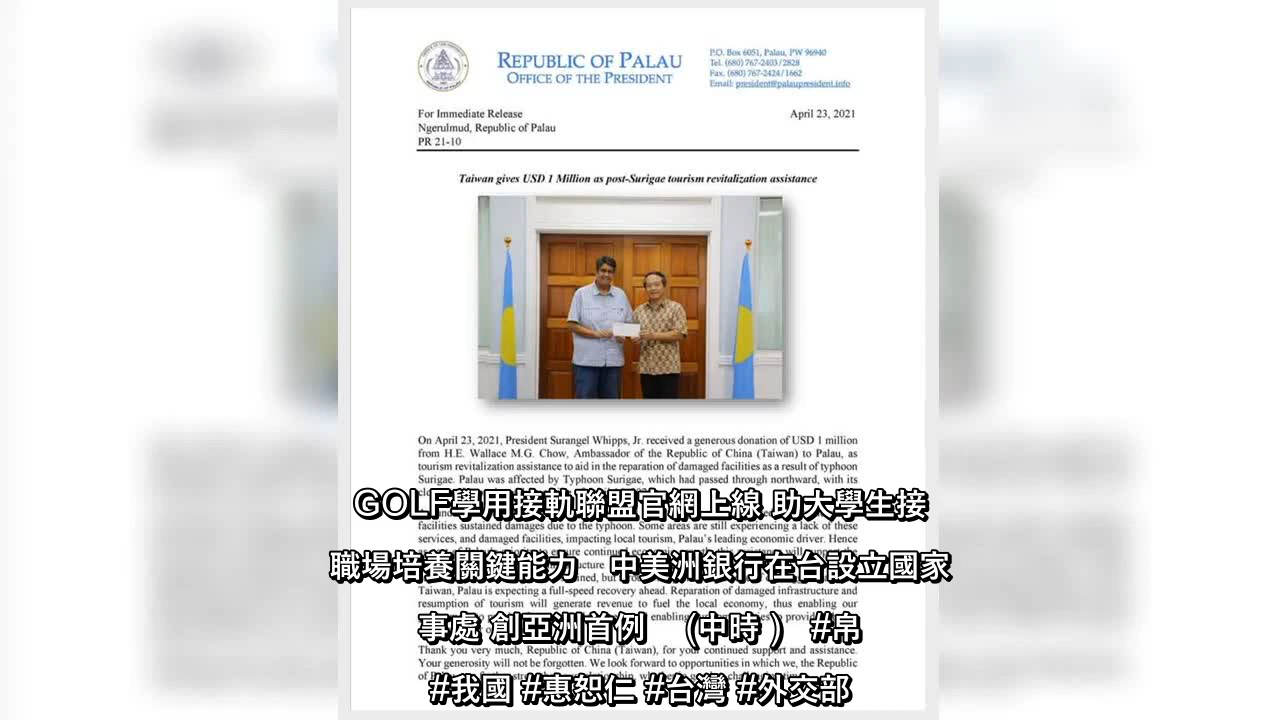 REPUBLIC OF PALAU
OFFICE OF THE PRESIDENT
P.O. Box 6051, Palau, PW 96940
Tel. (680) 767-2403/2828
Fax. (680) 767-2424/1662
Email: president@palaupresident.info
For Immediate Release
April 23, 2021
Ngerulmud, Republic of Palau
PR 21-10
Taiwan gives USD 1 Million as post-Surigae tourism revitalization assistance
On April 23, 2021, President Surangel Whipps, Jr. received a generous donation of USD 1 million
from H.E. Wallace M.G. Chow, Ambassador of the Republic of China (Taiwan) to Palau, as
tourism revitalization assistance to aid in the reparation of damaged facilities as a result of typhoon
Surigae. Palau was affected by Typhoon Surigae, which had passed through northward, with its
facilities sustained damages due to the typhoon. Some areas are still experiencing a lack of these
services, and damaged facilities, impacting local tourism, Palau's leading economic driver. Hence
Taiwan, Palau is expecting a full-speed recovery ahead. Reparation of damaged infrastructure and
resumption of tourism will generate revenue to fuel the local economy, thus enabling our
Thank you very much, Republic of China (Taiwan), for your continued support and assistance.
Your generosity will not be forgotten. We look forward to opportunities in which we, the Republic
GOLF學用接軌聯盟官網上線 助大學生接
職場培養關鍵能力 中美洲銀行在台設立國家
事處 創亞洲首例 (中時 ) #帛
#我國 #惠恕仁 #台灣 #外交部